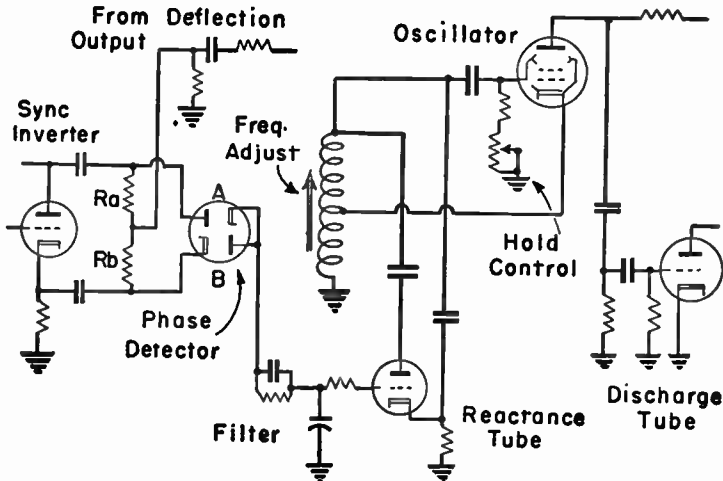 From Deflection
Output
Oscillator
Sync
Inverter
Freq.
Adjust
Ra
A
Rb
B
Hold
Control
Phase
Detector
Filter
Reactance
Tube
Discharge
Tube